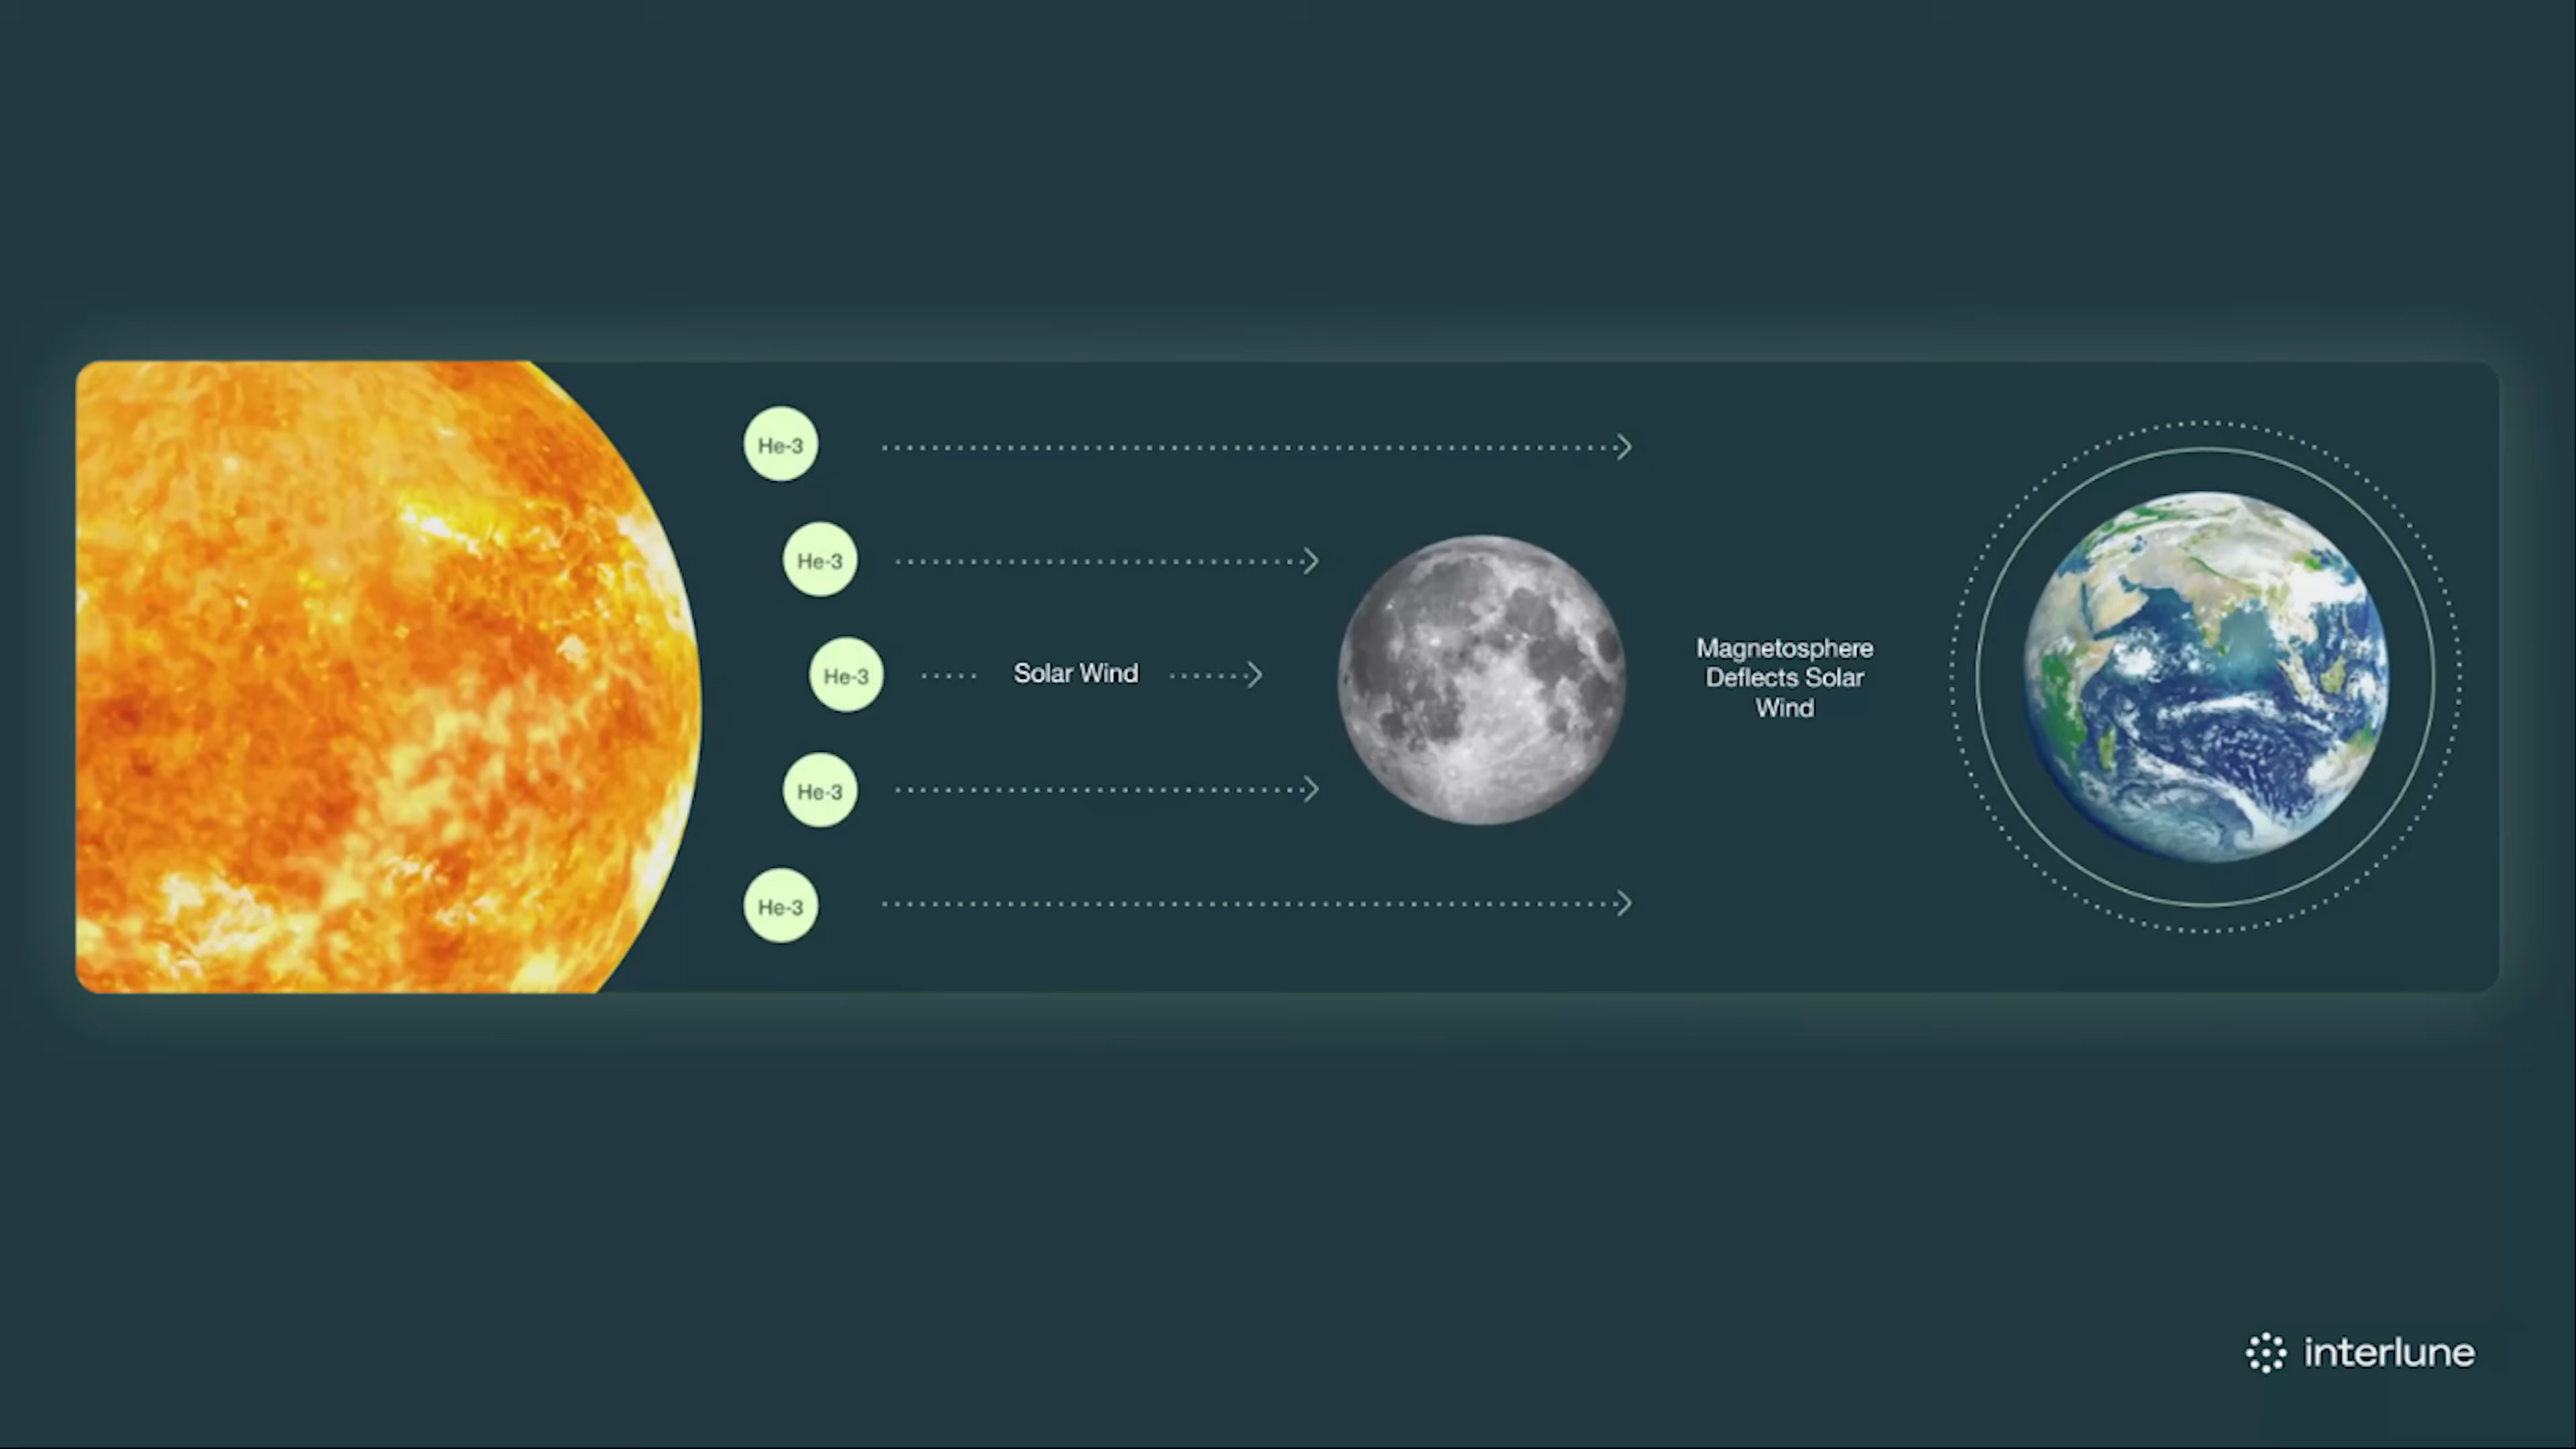 He-3
He-3
He-3
Solar Wind
He-3
He-3
Magnetosphere
Deflects Solar
Wind
interlune